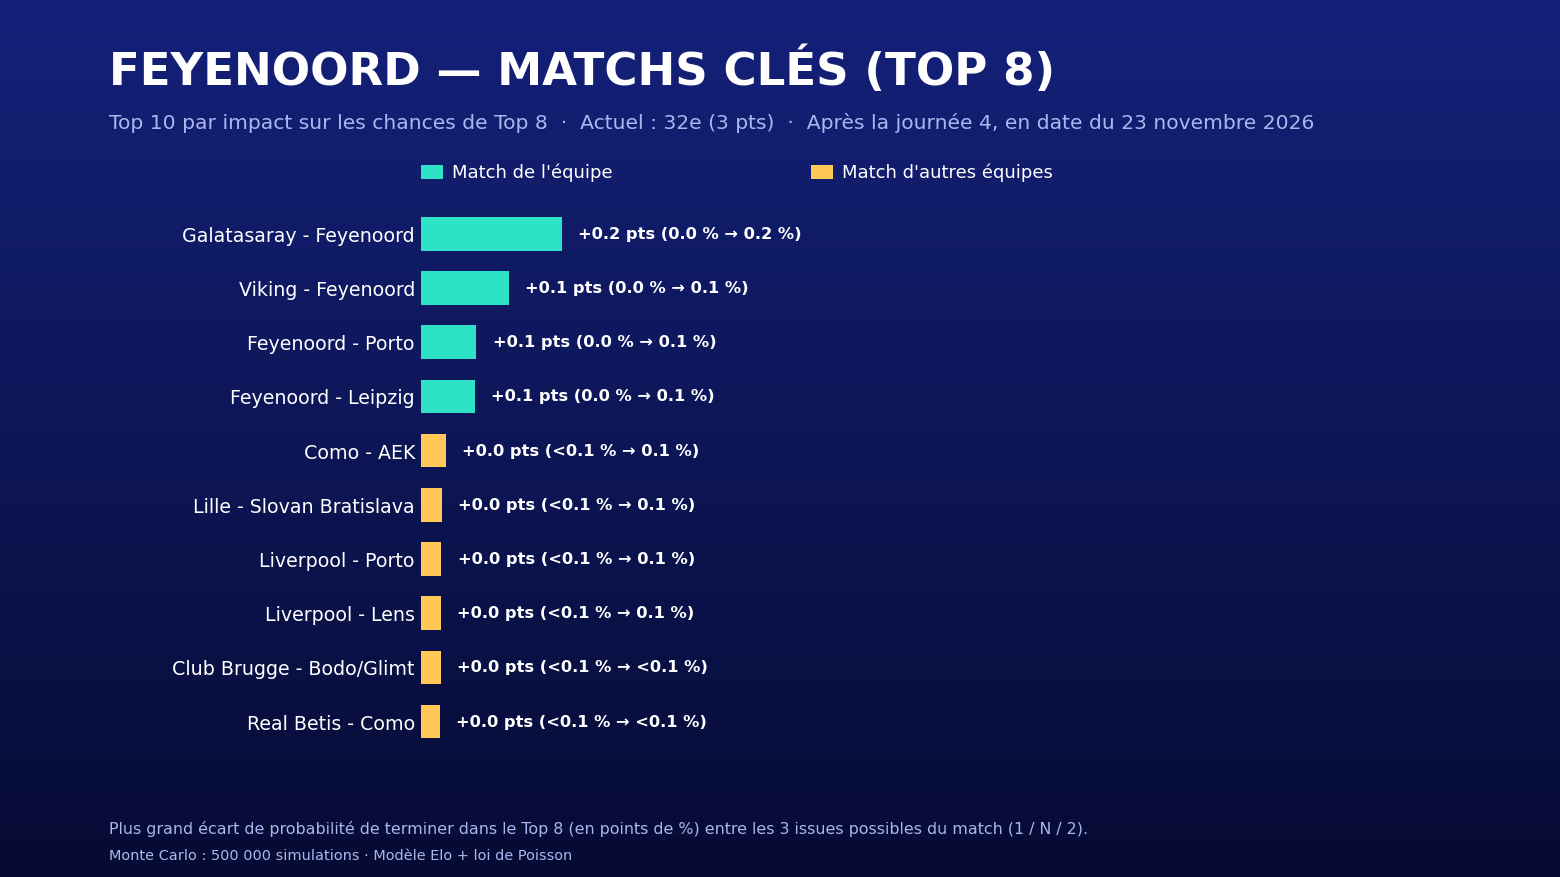 FEYENOORD — MATCHS CLÉS (TOP 8)
Top 10 par impact sur les chances de Top 8 · Actuel : 32e (3 pts) · Après la journée 4, en date du 23 novembre 2026
Match de l'équipe
Match d'autres équipes
Galatasaray - Feyenoord +0.2 pts (0.0 % → 0.2 %)
Viking - Feyenoord +0.1 pts (0.0 % → 0.1 %)
Feyenoord - Porto +0.1 pts (0.0 % → 0.1 %)
Feyenoord - Leipzig +0.1 pts (0.0 % → 0.1 %)
Como - AEK +0.0 pts (<0.1 % → 0.1 %)
Lille - Slovan Bratislava +0.0 pts (<0.1 % → 0.1 %)
Liverpool - Porto +0.0 pts (<0.1 % → 0.1 %)
Liverpool - Lens +0.0 pts (<0.1 % → 0.1 %)
Club Brugge - Bodo/Glimt +0.0 pts (<0.1 % → <0.1 %)
Real Betis - Como +0.0 pts (<0.1 % → <0.1 %)
Plus grand écart de probabilité de terminer dans le Top 8 (en points de %) entre les 3 issues possibles du match (1 / N / 2).
Monte Carlo : 500 000 simulations · Modèle Elo + loi de Poisson